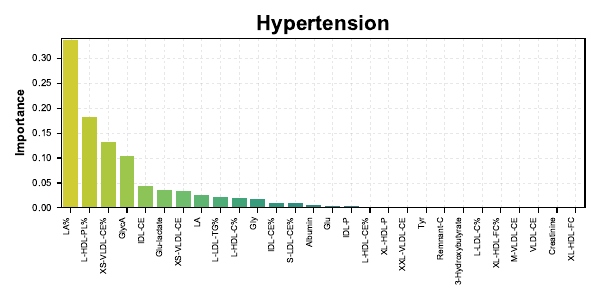 Hypertension
Importance
0.30
0.25
0.20
0.15
0.10
0.05
0.00
LA%
L-HDL-PL%
XS-VLDL-CE%
GlycA
IDL-CE
Glu-lactate
XS-VLDL-CE
LA
L-LDL-TG%
L-HDL-C%
Gly
IDL-CE%
S-LDL-CE%
Albumin
Glu
IDL-P
L-HDL-CE%
XL-HDL-P
XXL-VLDL-CE
Tyr
Remnant-C
3-Hydroxybutyrate
L-LDL-C%
XL-HDL-FC%
M-VLDL-CE
VLDL-CE
Creatinine
XL-HDL-FC